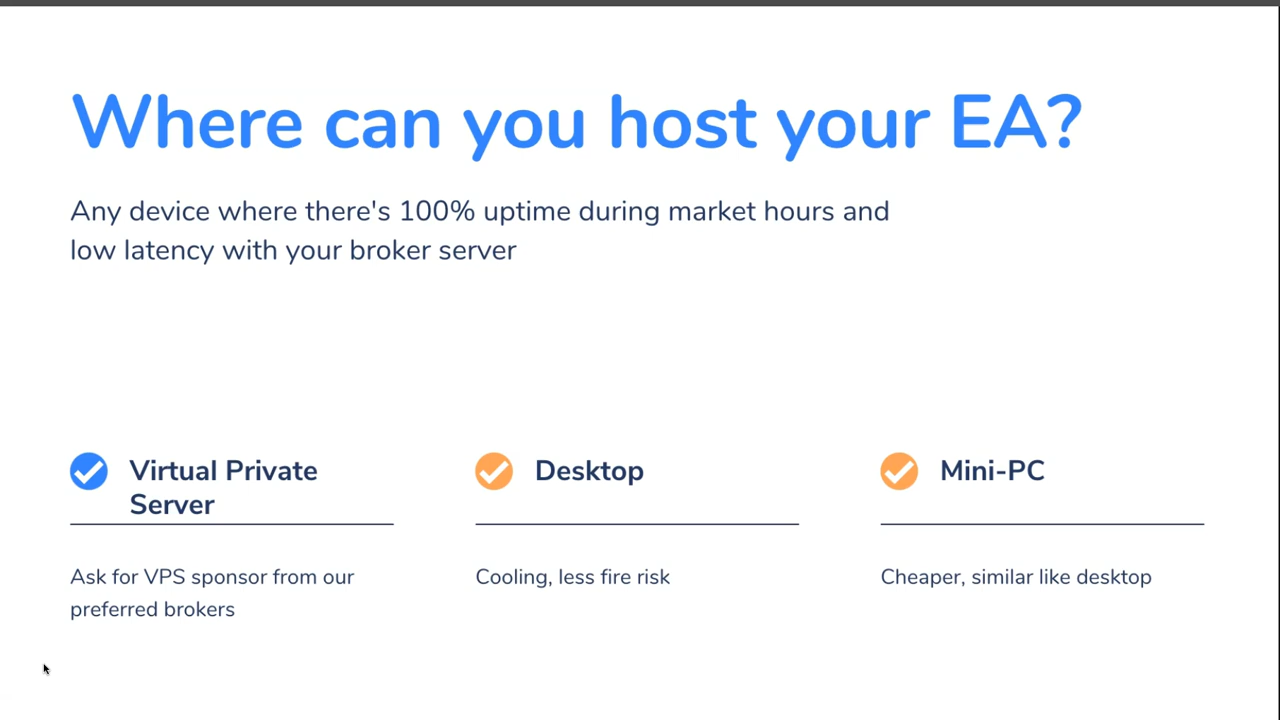 Where can you host your EA?
Any device where there's 100% uptime during market hours and
low latency with your broker server
Virtual Private
Server
Ask for VPS sponsor from our
preferred brokers
Desktop
Cooling, less fire risk
Mini-PC
Cheaper, similar like desktop